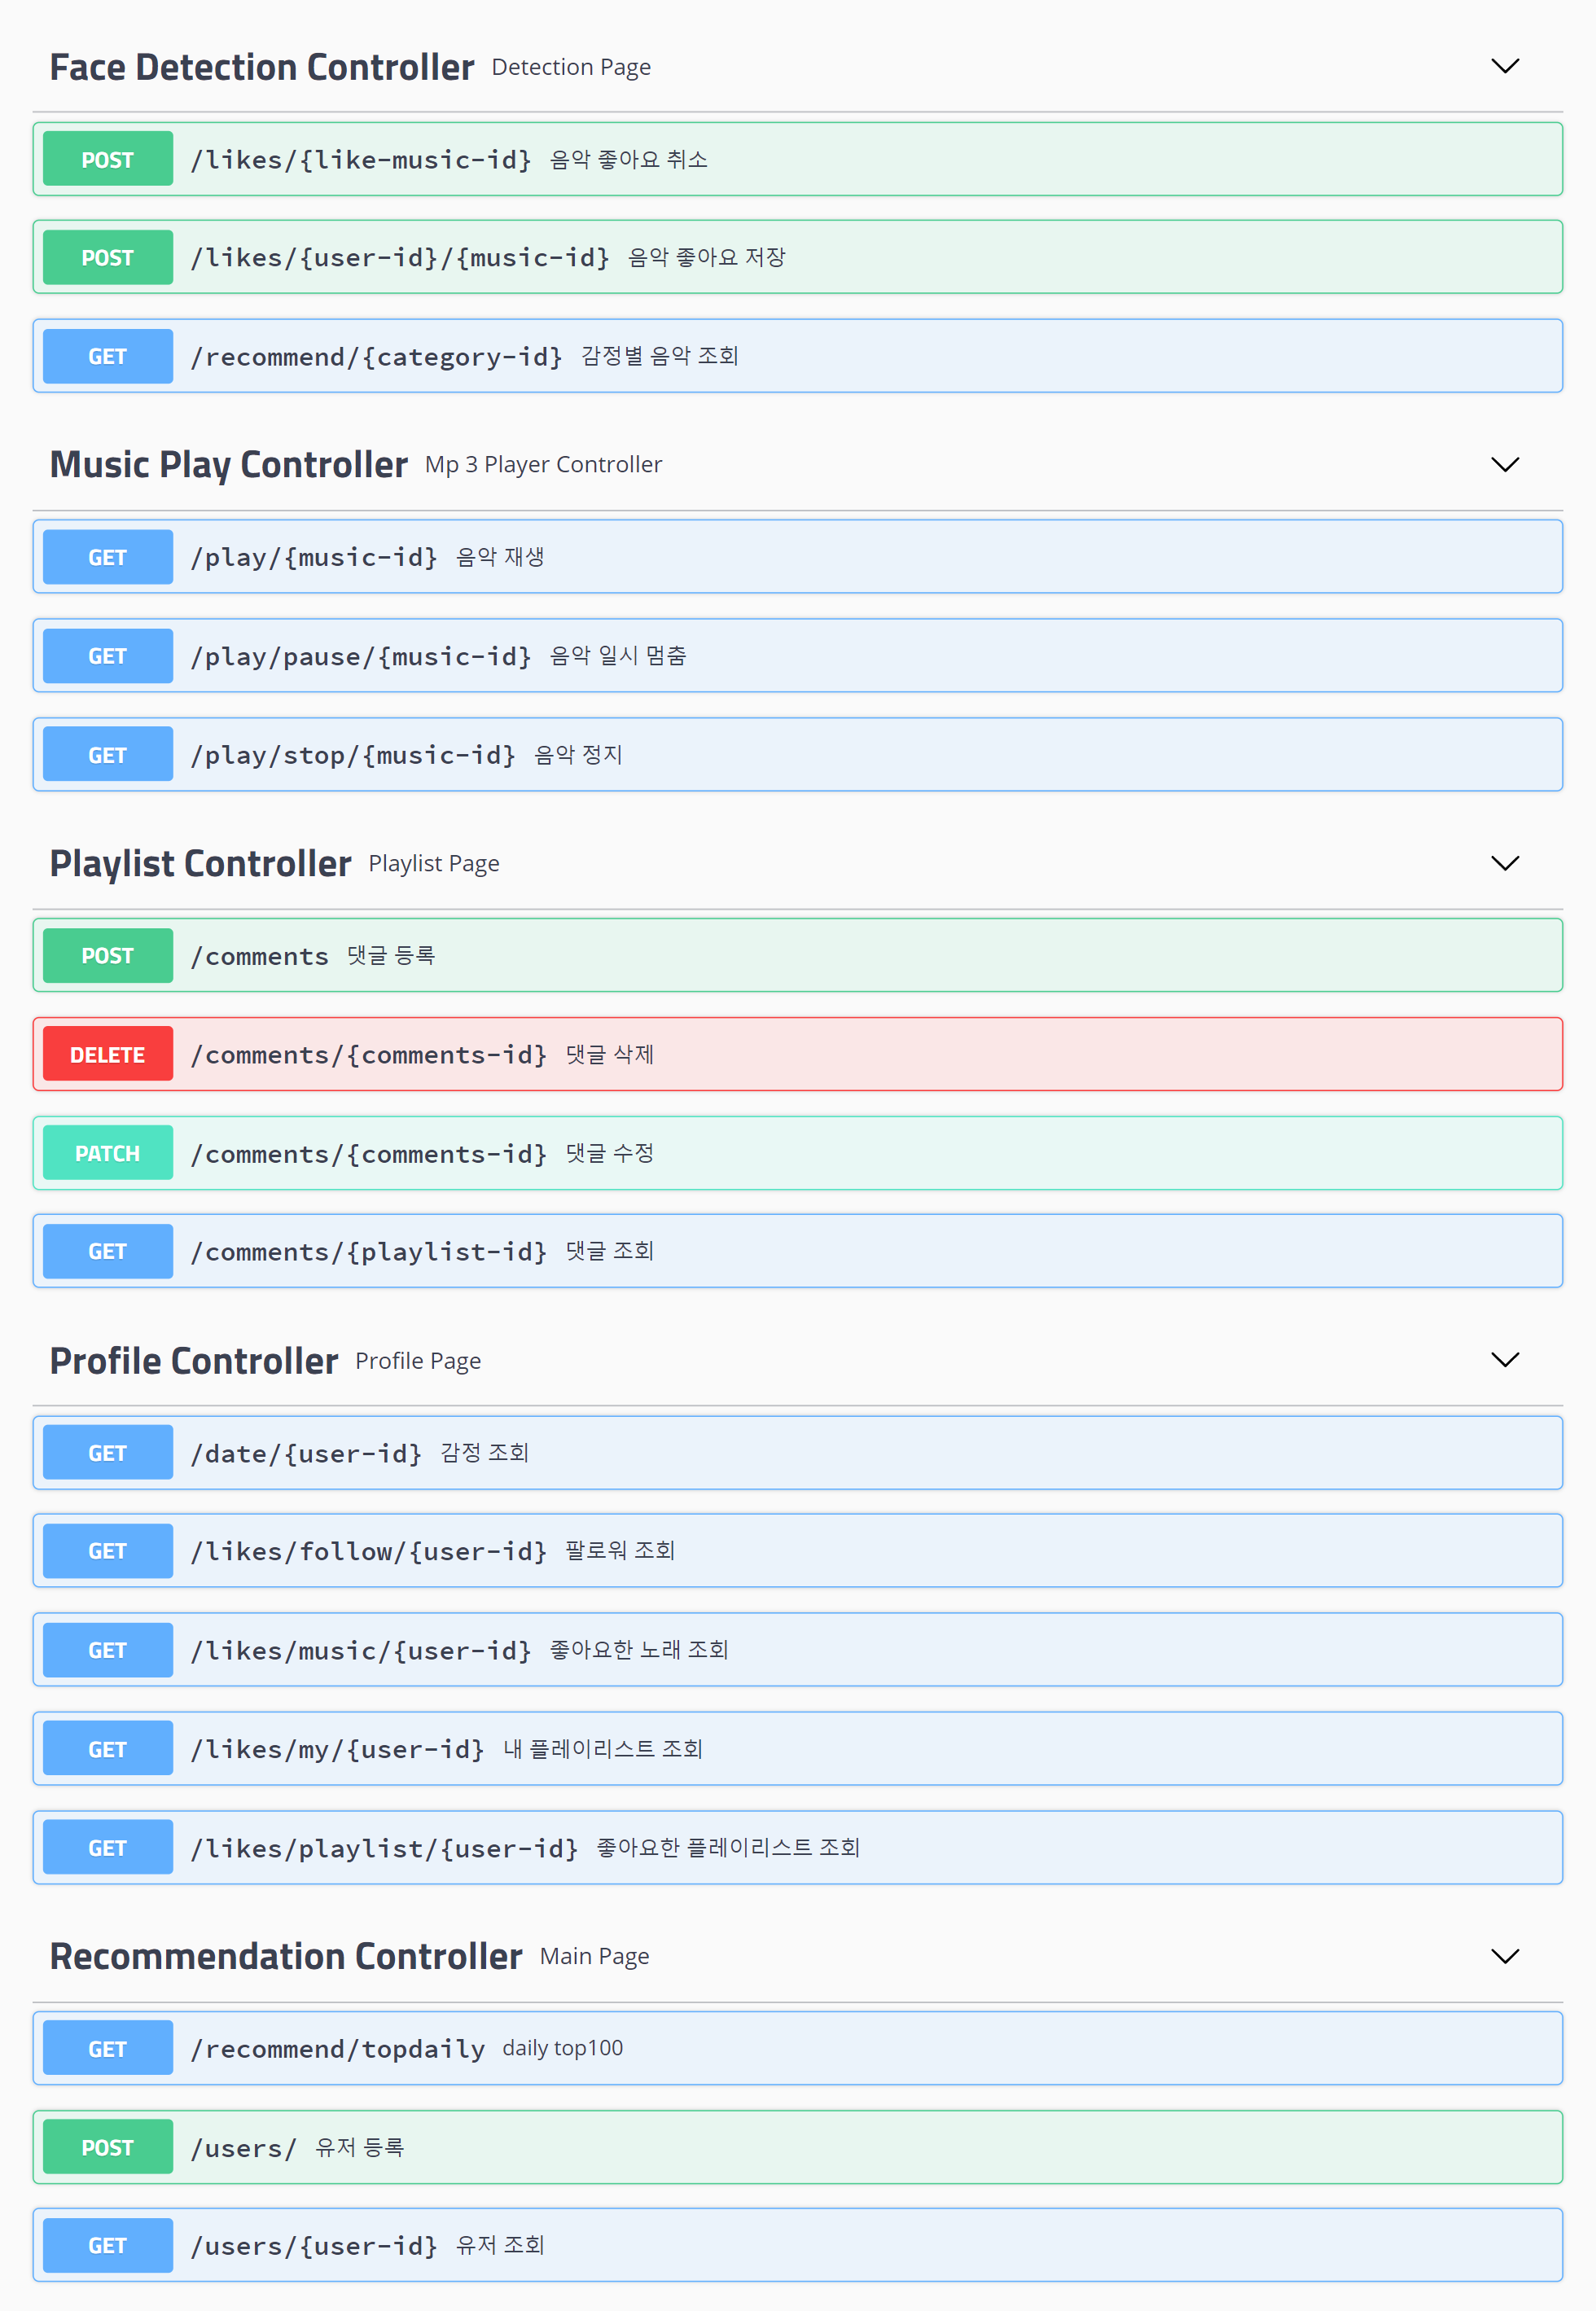 Face Detection Controller Detection Page
POST /likes/{like-music-id} 음악 좋아요 취소
POST /likes/{user-id}/{music-id} 음악 좋아요 저장
GET /recommend/{category-id} 감정별 음악 조회
Music Play Controller Mp 3 Player Controller
GET /play/{music-id} 음악 재생
GET /play/pause/{music-id} 음악 일시 멈춤
GET /play/stop/{music-id} 음악 정지
Playlist Controller Playlist Page
POST /comments 댓글 등록
DELETE /comments/{comments-id} 댓글 삭제
PATCH /comments/{comments-id} 댓글 수정
GET /comments/{playlist-id} 댓글 조회
Profile Controller Profile Page
GET /date/{user-id} 감정 조회
GET /likes/follow/{user-id} 팔로워 조회
GET /likes/music/{user-id} 좋아요한 노래 조회
GET /likes/my/{user-id} 내 플레이리스트 조회
GET /likes/playlist/{user-id} 좋아요한 플레이리스트 조회
Recommendation Controller Main Page
GET /recommend/topdaily daily top100
POST /users/ 유저 등록
GET /users/{user-id} 유저 조회